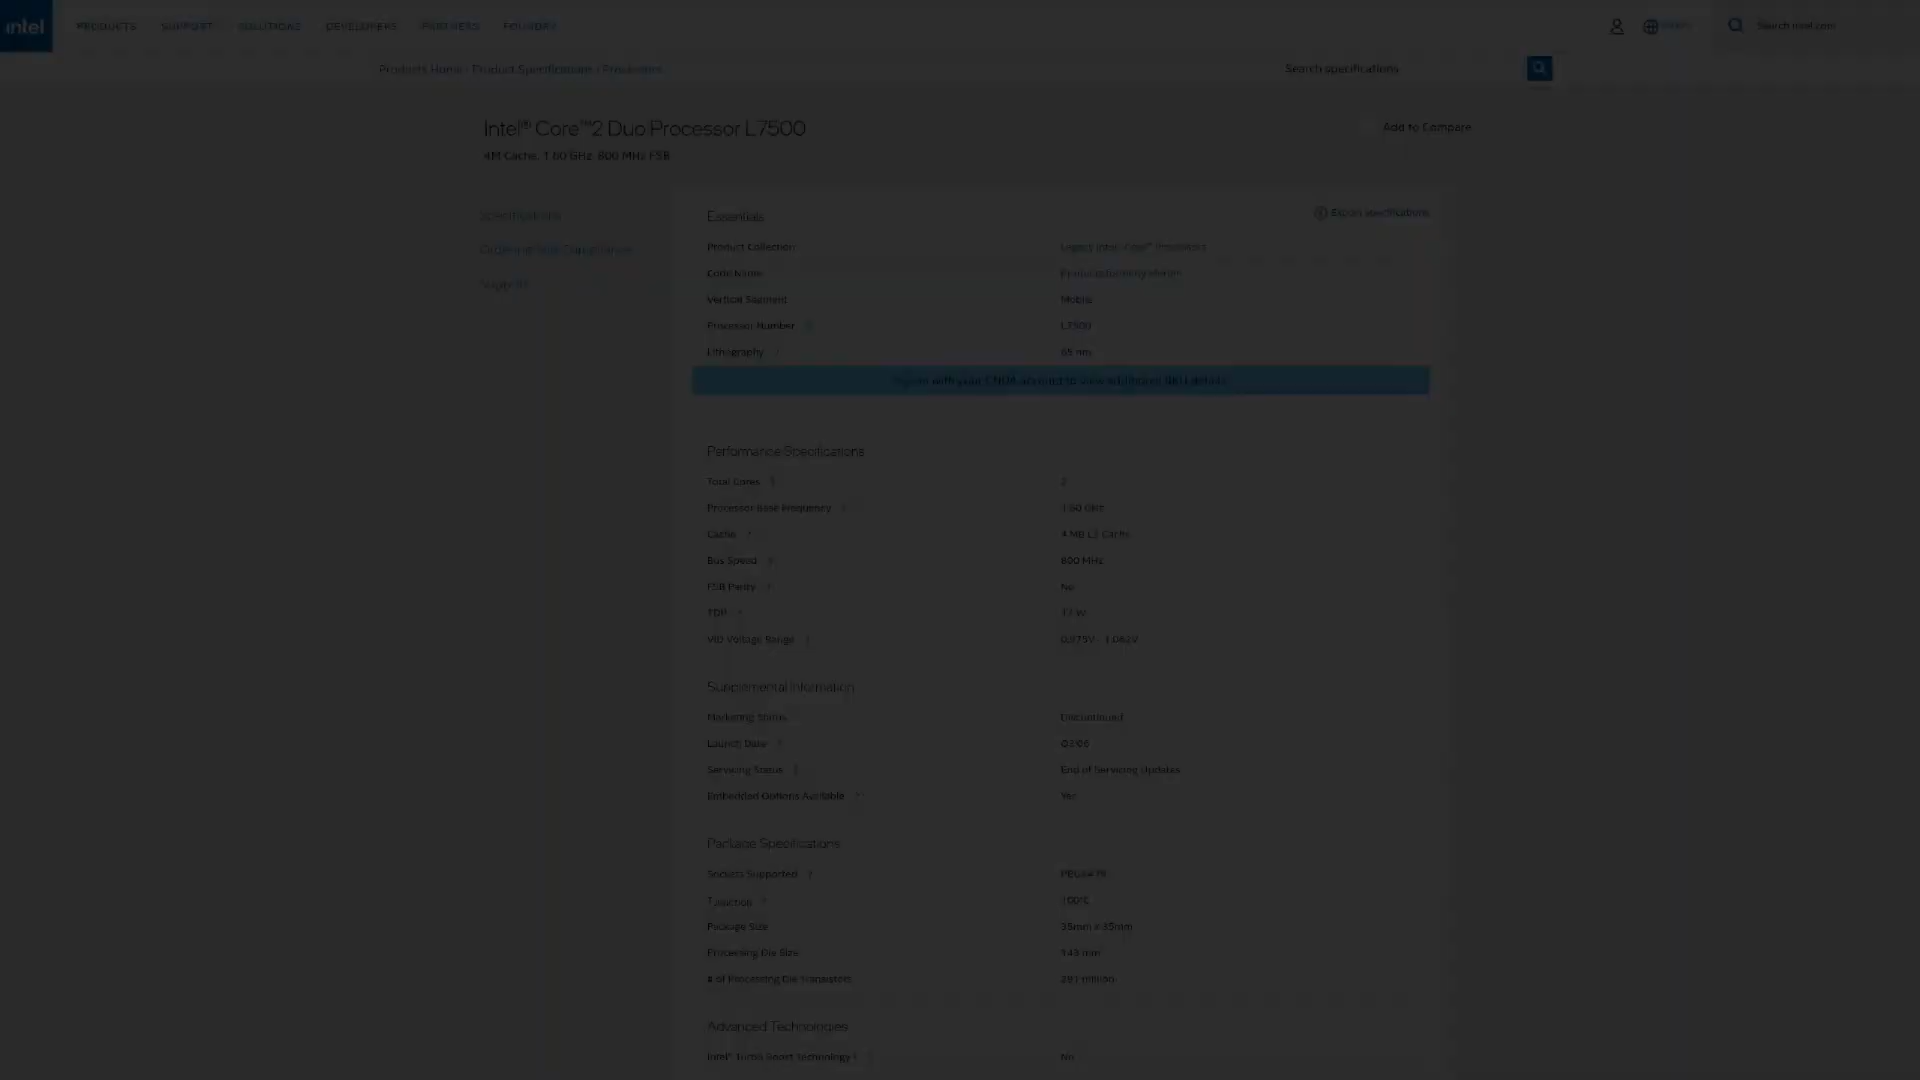 intel
PRODUCTS SUPPORT SOLUTIONS DEVELOPERS PARTNERS FOUNDRY
Search Intel.com
Products Home › Product Specifications › Processors
Search specifications
Intel® Core™2 Duo Processor L7500
Add to Compare
4M Cache, 1.60 GHz, 800 MHz FSB
Specifications
Ordering and Compliance
Support
Essentials
Export specifications
Product Collection Legacy Intel® Core™ Processors
Code Name Products formerly Merom
Vertical Segment Mobile
Processor Number L7500
Lithography 65 nm
Sign in with your CNDA account to view additional SKU details.
Performance Specifications
Total Cores 2
Processor Base Frequency 1.60 GHz
Cache 4 MB L2 Cache
Bus Speed 800 MHz
FSB Parity No
TDP 17 W
VID Voltage Range
Supplemental Information
Marketing Status Discontinued
Launch Date Q3'06
Servicing Status End of Servicing Updates
Embedded Options Available Yes
Package Specifications
Sockets Supported
TJUNCTION 100°C
Package Size 35mm x 35mm
Processing Die Size 143 mm
# of Processing Die Transistors 291 million
Advanced Technologies
Intel® Turbo Boost Technology No